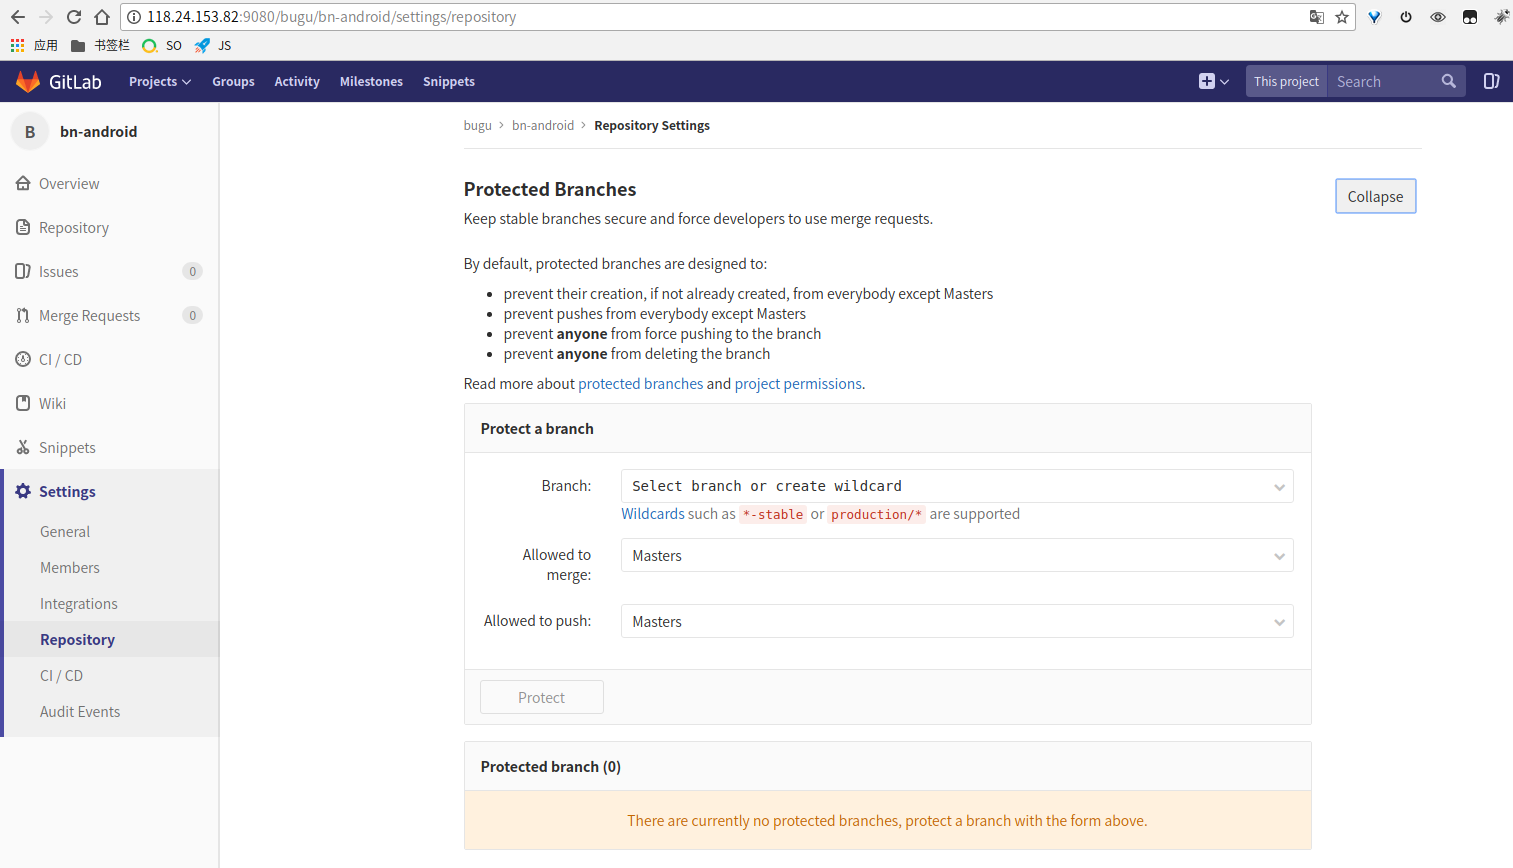 118.24.153.82:9080/bugu/bn-android/settings/repository
应用 书签栏 SO JS
GitLab Projects Groups Activity Milestones Snippets This project Search
B bn-android
Overview
Repository
Issues 0
Merge Requests 0
CI / CD
Wiki
Snippets
Settings
General
Members
Integrations
Repository
CI / CD
Audit Events
bugu > bn-android > Repository Settings
Protected Branches
Collapse
Keep stable branches secure and force developers to use merge requests.
By default, protected branches are designed to:
• prevent their creation, if not already created, from everybody except Masters
• prevent pushes from everybody except Masters
• prevent anyone from force pushing to the branch
• prevent anyone from deleting the branch
Read more about protected branches and project permissions.
Protect a branch
Branch: Select branch or create wildcard
Wildcards such as *-stable or production/* are supported
Allowed to merge: Masters
Allowed to push: Masters
Protect
Protected branch (0)
There are currently no protected branches, protect a branch with the form above.